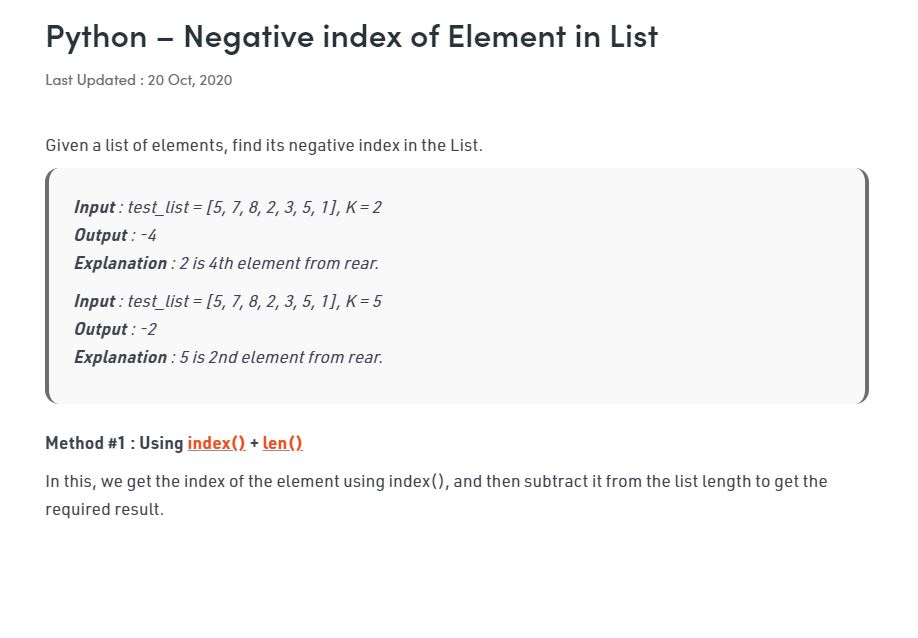 Python – Negative index of Element in List
Last Updated : 20 Oct, 2020
Given a list of elements, find its negative index in the List.
Input : test_list = [5, 7, 8, 2, 3, 5, 1], K = 2
Output : -4
Explanation : 2 is 4th element from rear.
Input : test_list = [5, 7, 8, 2, 3, 5, 1], K = 5
Output : -2
Explanation : 5 is 2nd element from rear.
Method #1 : Using index() + len()
In this, we get the index of the element using index(), and then subtract it from the list length to get the
required result.